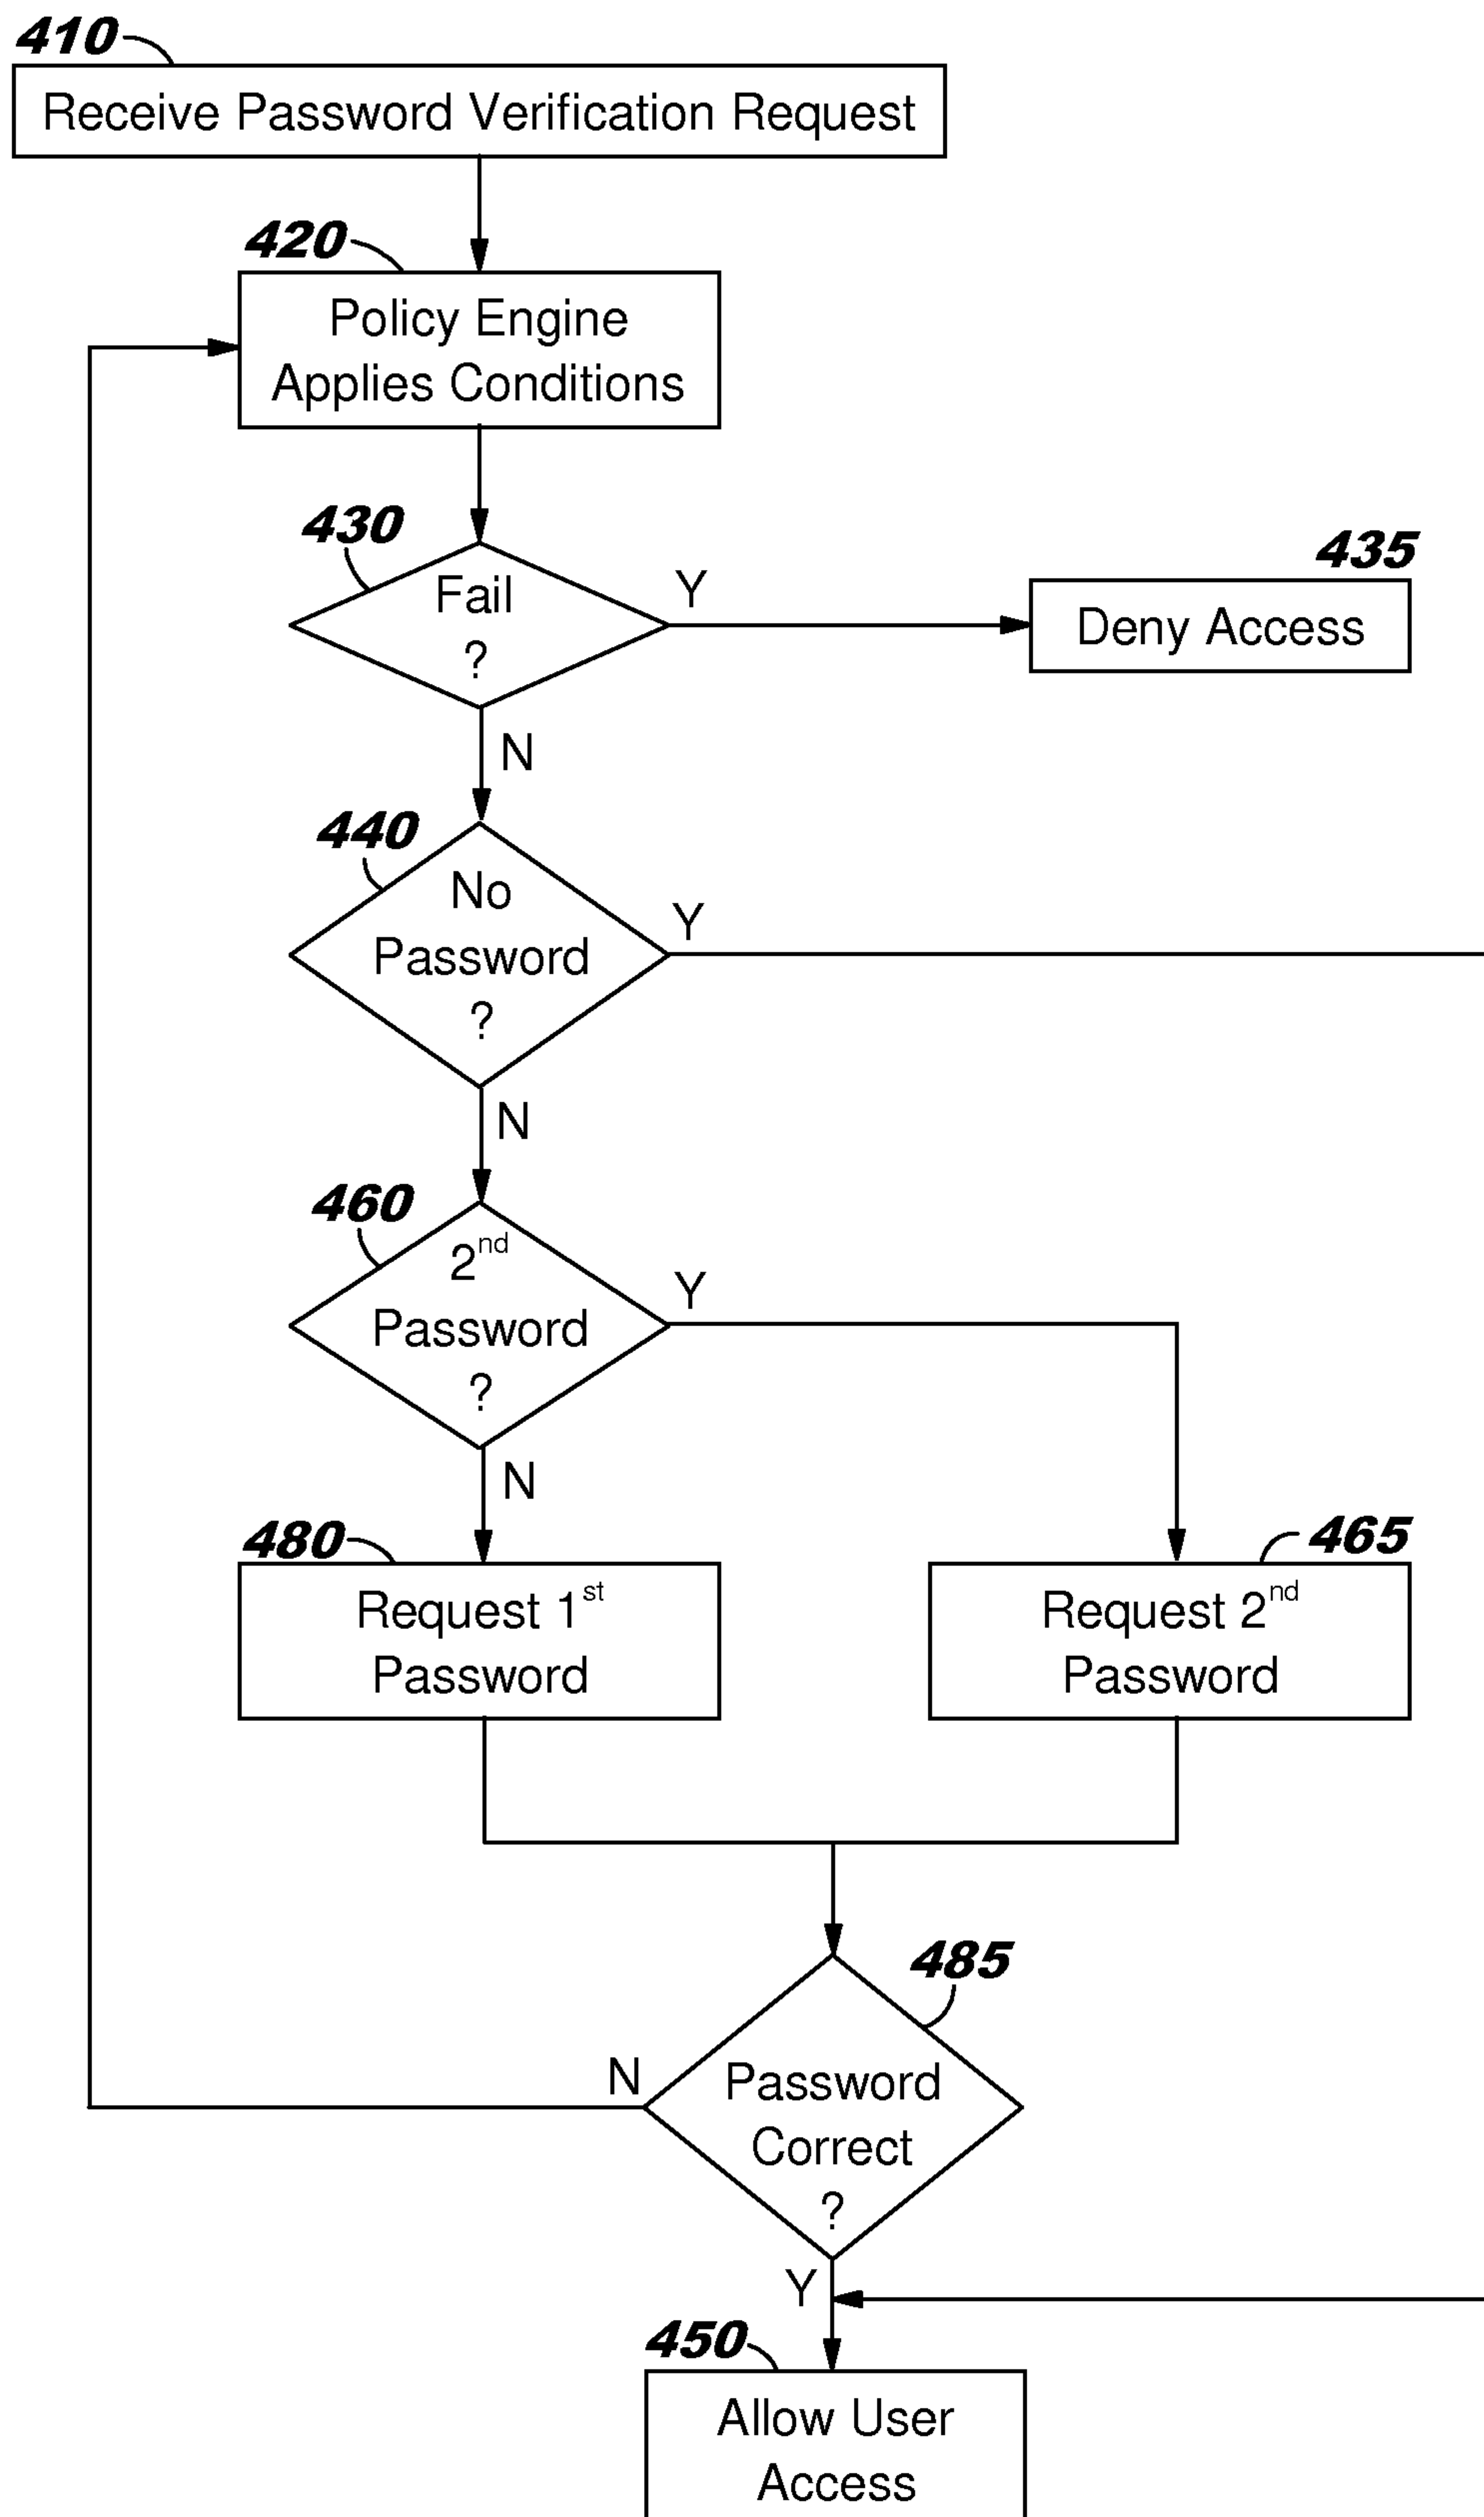 410
Receive Password Verification Request
420
Policy Engine
Applies Conditions
430
Fail
?
Y
435
Deny Access
N
440
No
Password
?
Y
N
460
2nd
Password
?
Y
N
480
Request 1st
Password
465
Request 2nd
Password
485
Password
Correct
?
N
Y
450
Allow User
Access